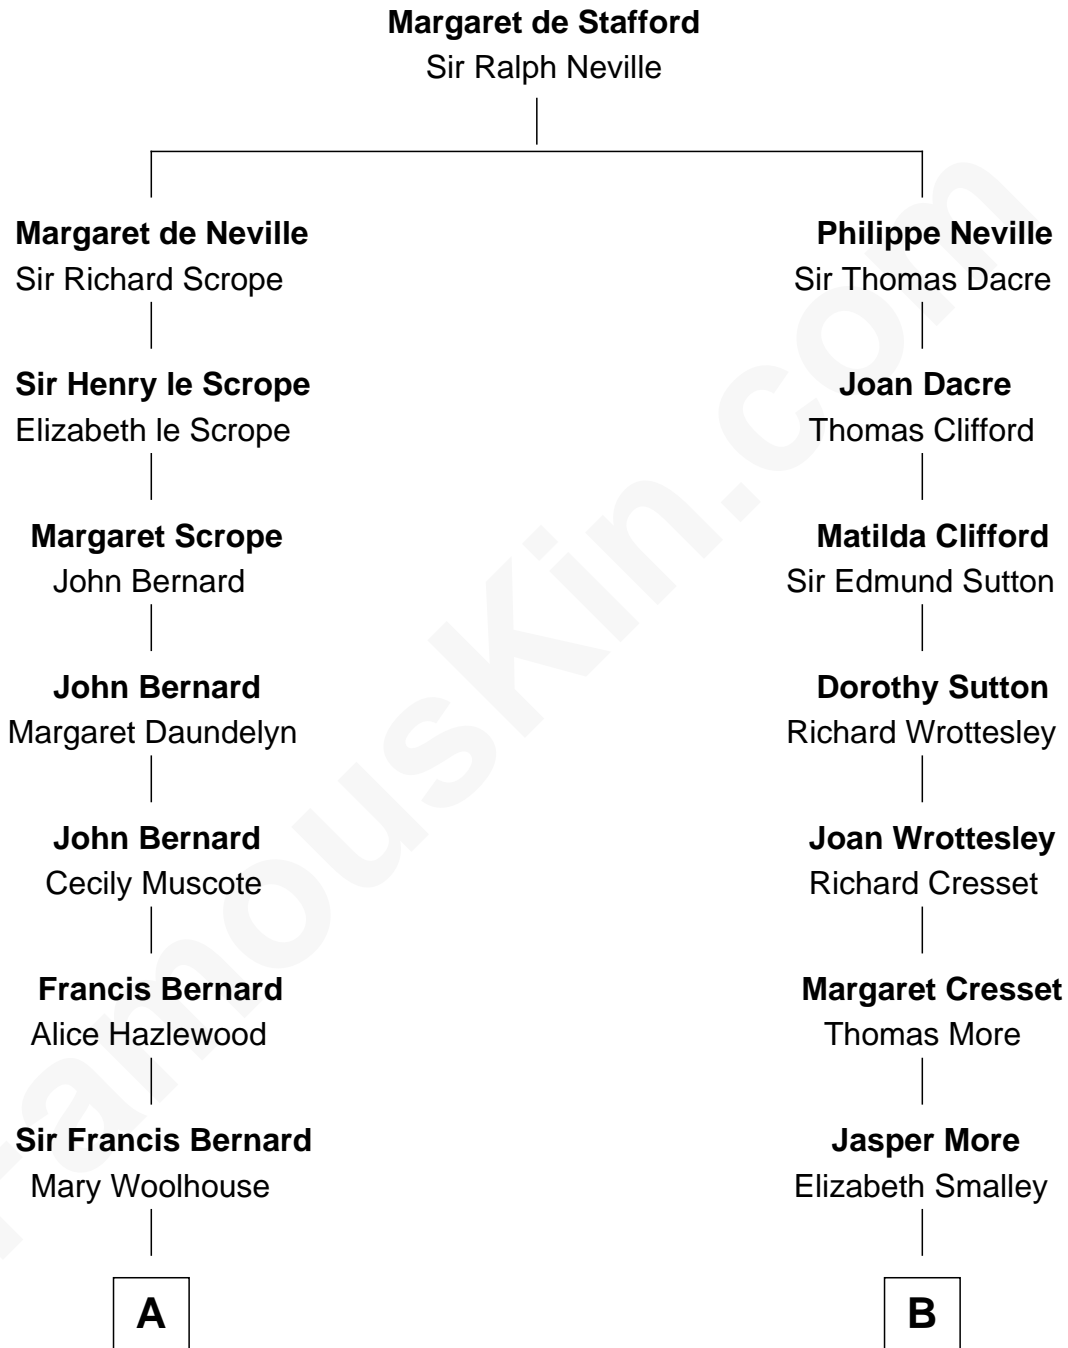 Margaret de Stafford
Sir Ralph Neville
Margaret de Neville
Sir Richard Scrope
Philippe Neville
Sir Thomas Dacre
Sir Henry le Scrope
Elizabeth le Scrope
Joan Dacre
Thomas Clifford
Margaret Scrope
John Bernard
Matilda Clifford
Sir Edmund Sutton
John Bernard
Margaret Daundelyn
Dorothy Sutton
Richard Wrottesley
John Bernard
Cecily Muscote
Joan Wrottesley
Richard Cresset
Francis Bernard
Alice Hazlewood
Margaret Cresset
Thomas More
Sir Francis Bernard
Mary Woolhouse
Jasper More
Elizabeth Smalley
A
B
FamousKin.com